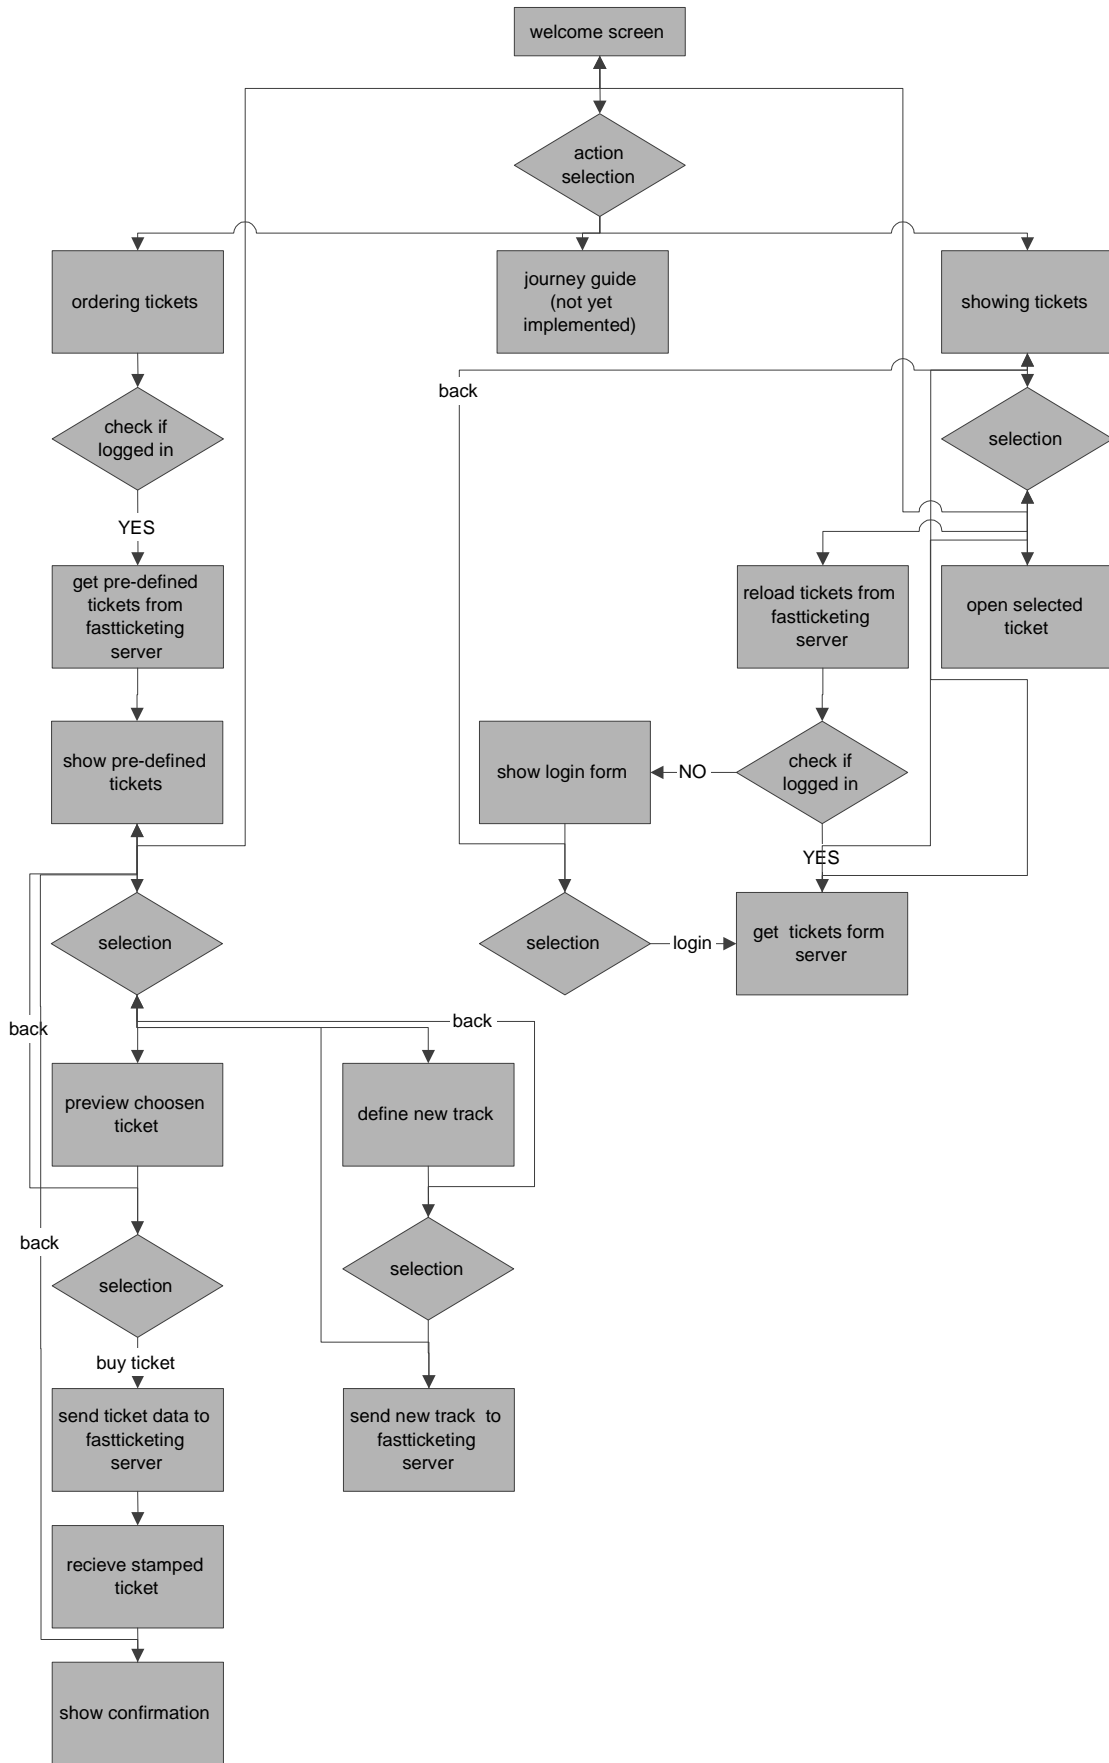 welcome screen
action
selection
ordering tickets
journey guide
(not yet
implemented)
showing tickets
back
check if
logged in
selection
YES
get pre-defined
tickets from
fastticketing
server
reload tickets from
fastticketing
server
open selected
ticket
show pre-defined
tickets
show login form
NO
check if
logged in
YES
selection
selection
login
get  tickets form
server
back
back
preview choosen
ticket
define new track
back
selection
selection
buy ticket
send ticket data to
fastticketing
server
send new track  to
fastticketing
server
recieve stamped
ticket
show confirmation